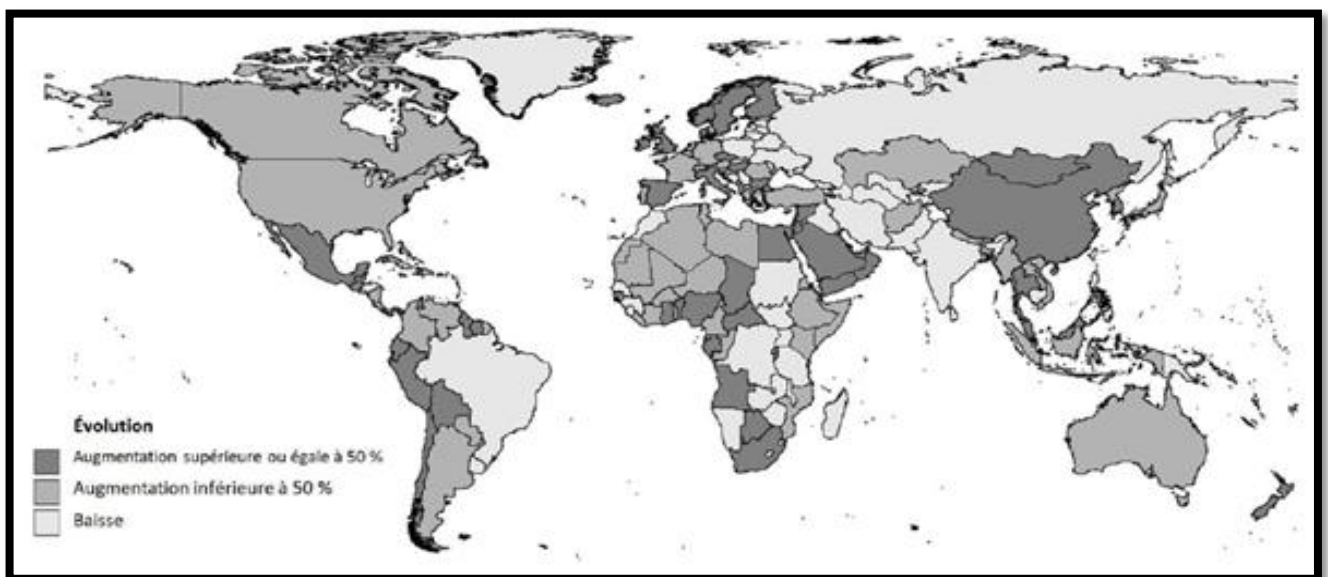 Évolution
Augmentation supérieure ou égale à 50 %
Augmentation inférieure à 50 %
Baisse